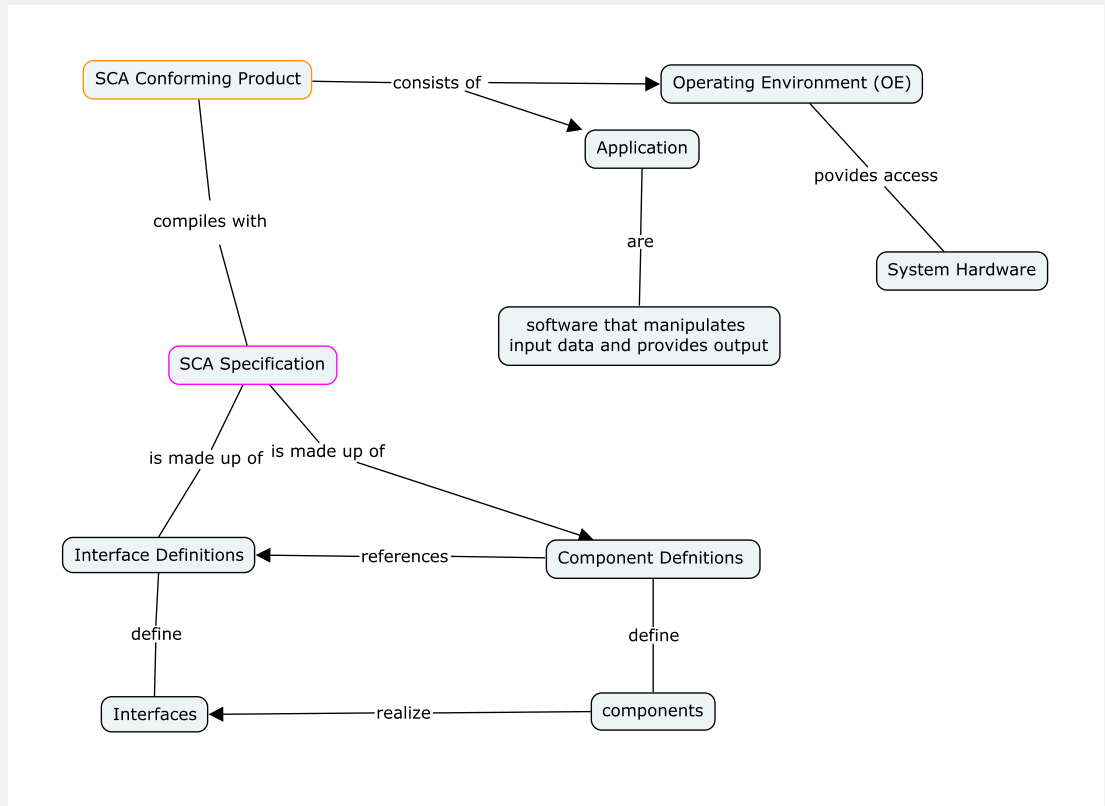 SCA Conforming Product
consists of
Operating Environment (OE)
Application
povides access
compiles with
are
System Hardware
software that manipulates
input data and provides output
SCA Specification
is made up of
is made up of
Interface Definitions
references
Component Defnitions
define
define
Interfaces
realize
components